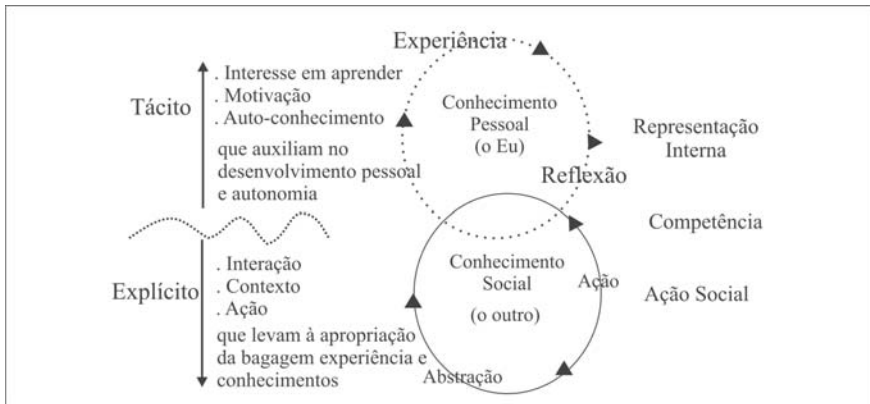 Experiência
Tácito
. Interesse em aprender
. Motivação
. Auto-conhecimento
que auxiliam no
desenvolvimento pessoal
e autonomia
Conhecimento
Pessoal
(o Eu)
Reflexão
Representação
Interna
Competência
Explícito
. Interação
. Contexto
. Ação
que levam à apropriação
da bagagem experiência e
conhecimentos
Conhecimento
Social
(o outro)
Ação
Abstração
Ação Social